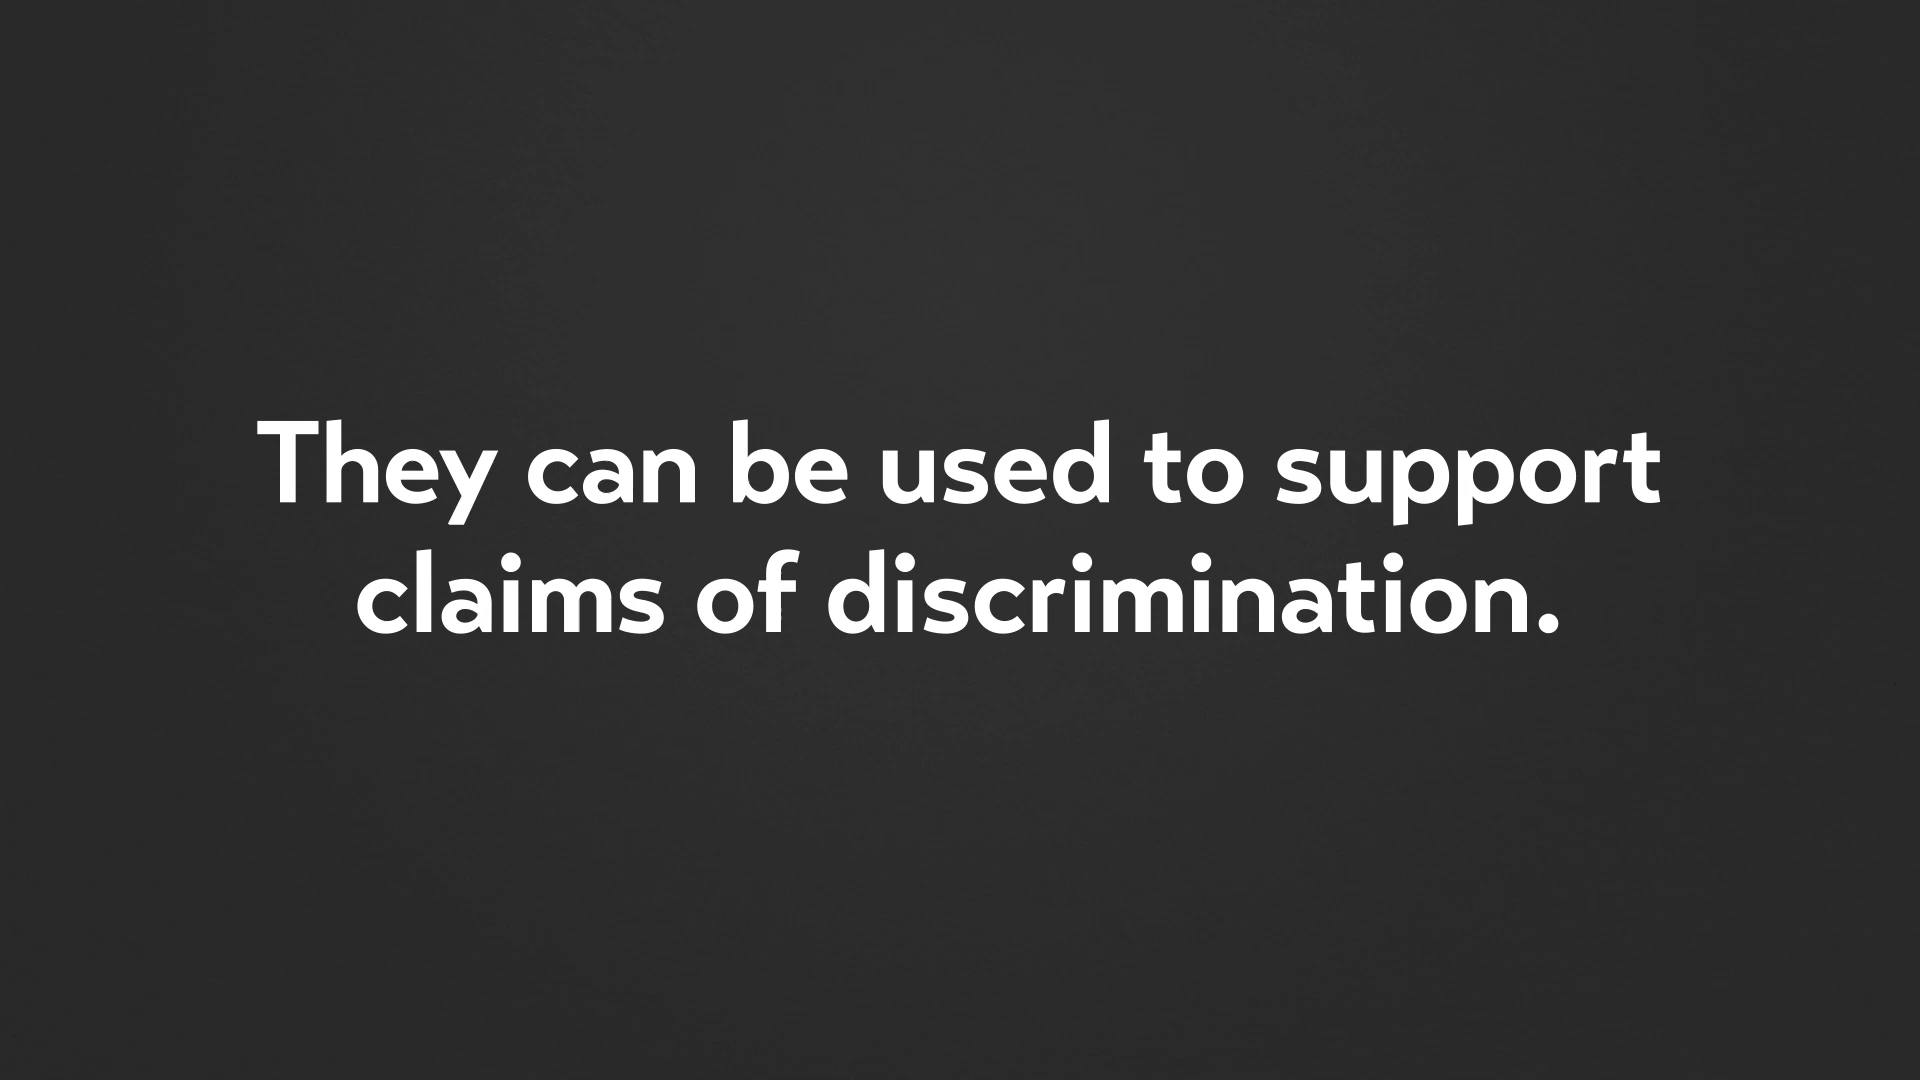 They can be used to support
claims of discrimination.